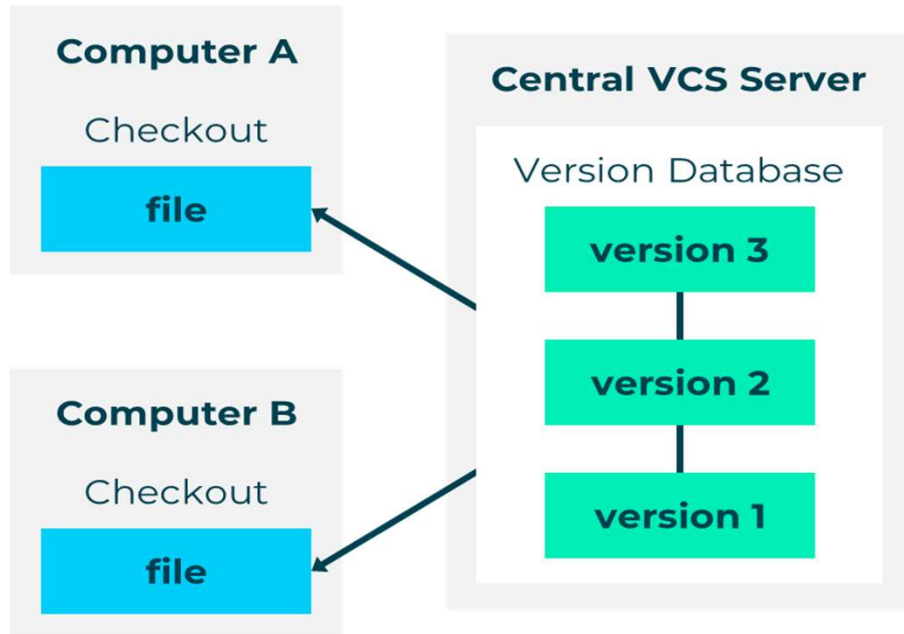 Computer A
Checkout
file
Computer B
Checkout
file
Central VCS Server
Version Database
version 3
version 2
version 1